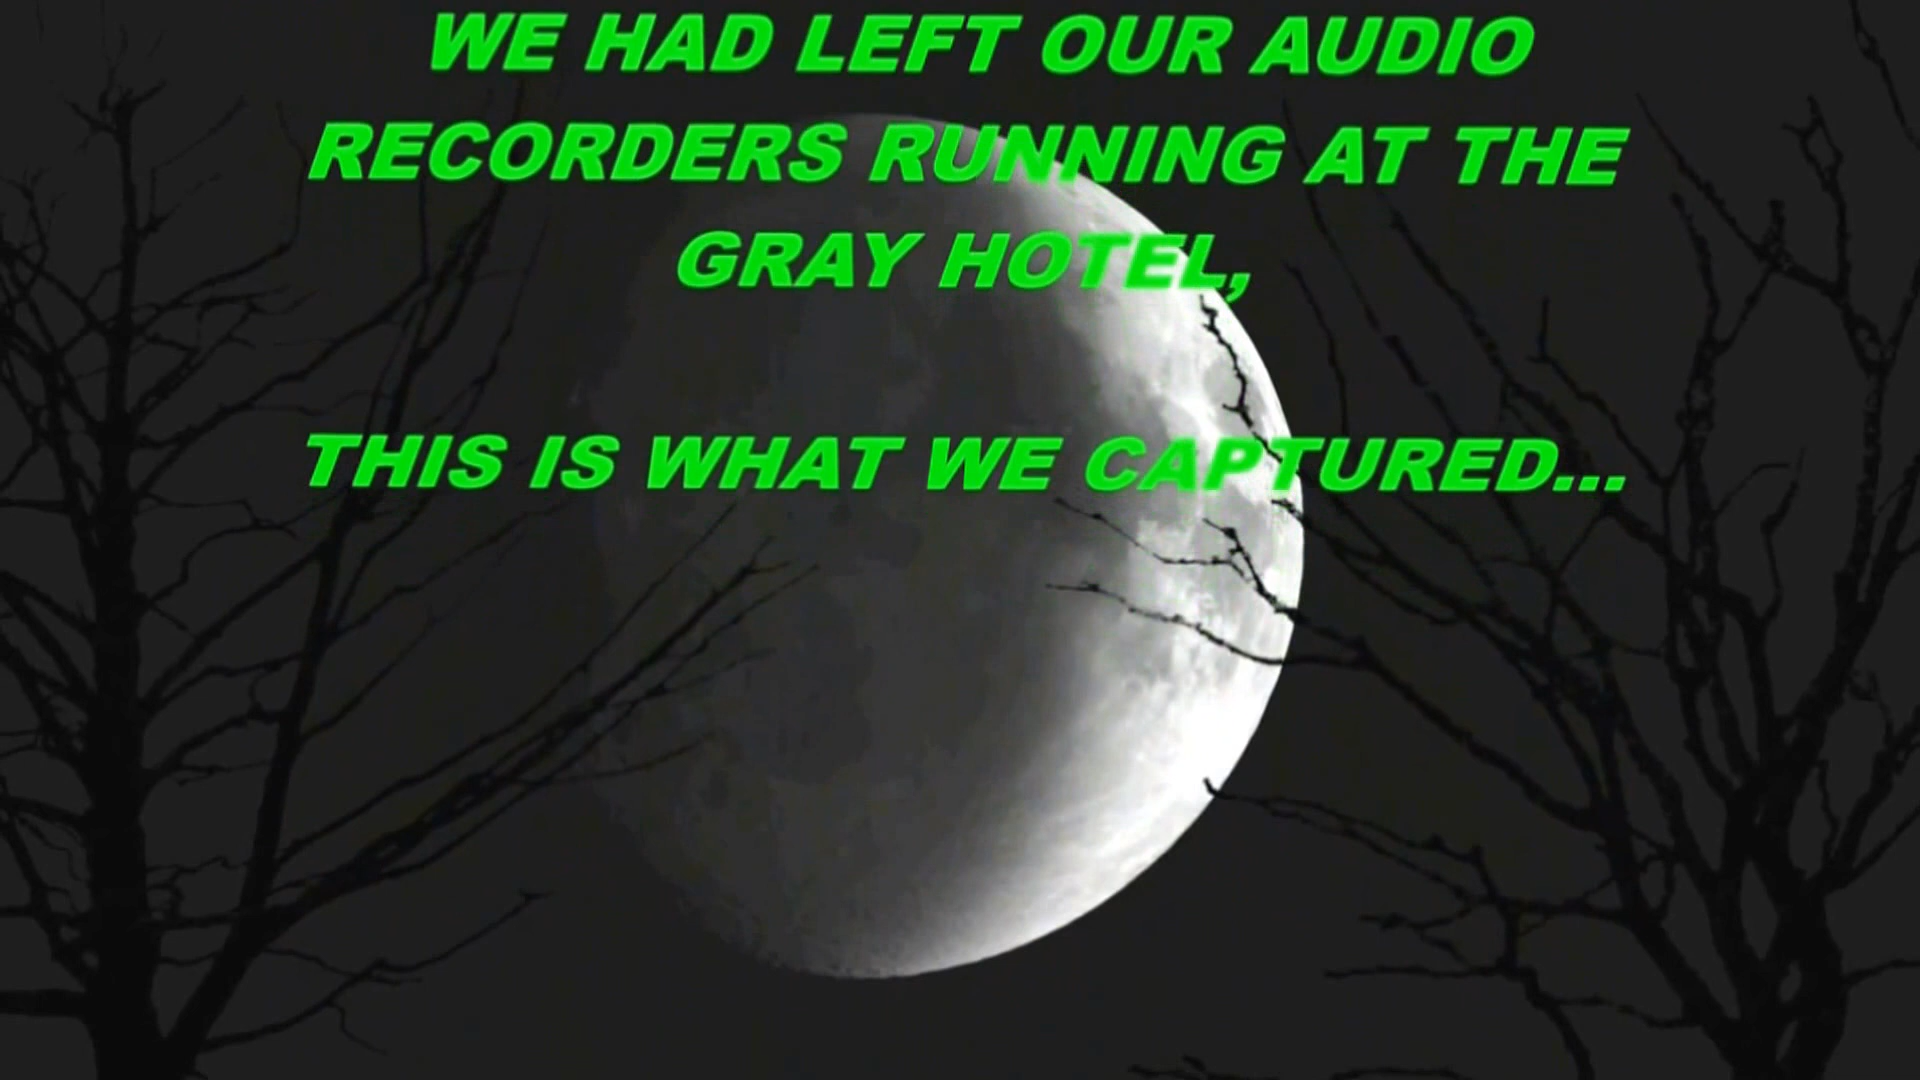 WE HAD LEFT OUR AUDIO
RECORDERS RUNNING AT THE
GRAY HOTEL,
THIS IS WHAT WE CAPTURED...